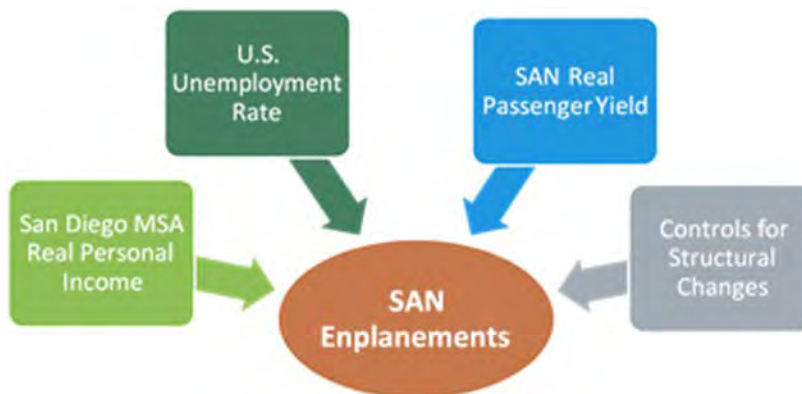 U.S.
Unemployment
Rate
SAN Real
Passenger Yield
San Diego MSA
Real Personal
Income
Controls for
Structural
Changes
SAN
Enplanements